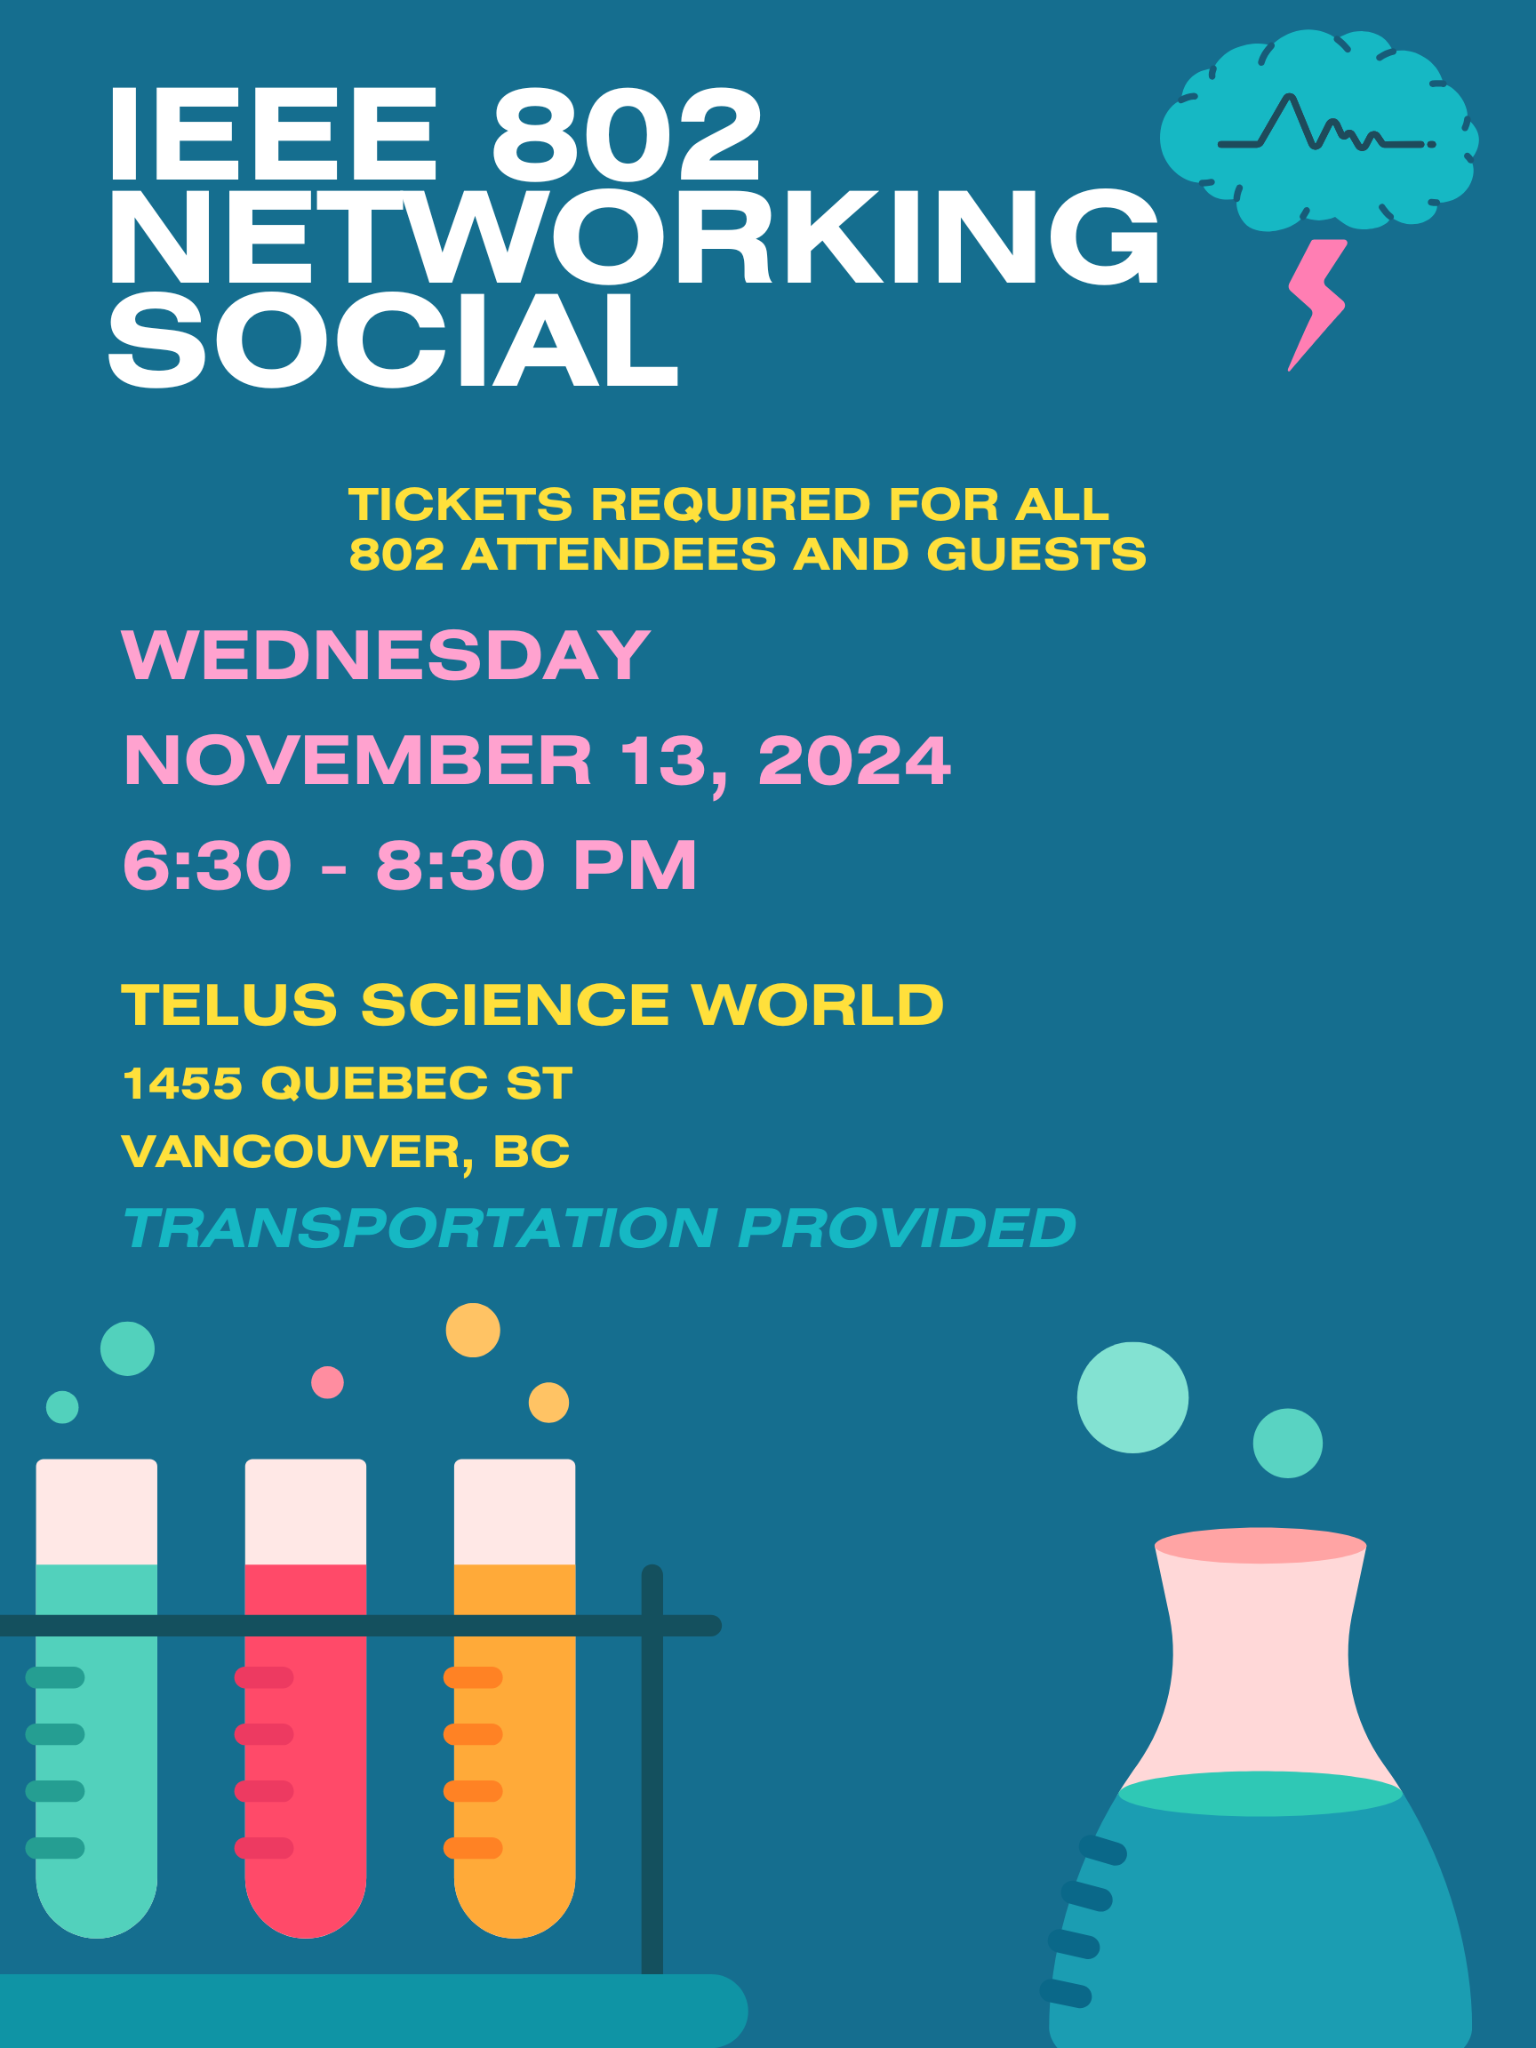 IEEE 802
NETWORKING
SOCIAL
TICKETS REQUIRED FOR ALL
802 ATTENDEES AND GUESTS
WEDNESDAY
NOVEMBER 13, 2024
6:30 - 8:30 PM
TELUS SCIENCE WORLD
1455 QUEBEC ST
VANCOUVER, BC
TRANSPORTATION PROVIDED